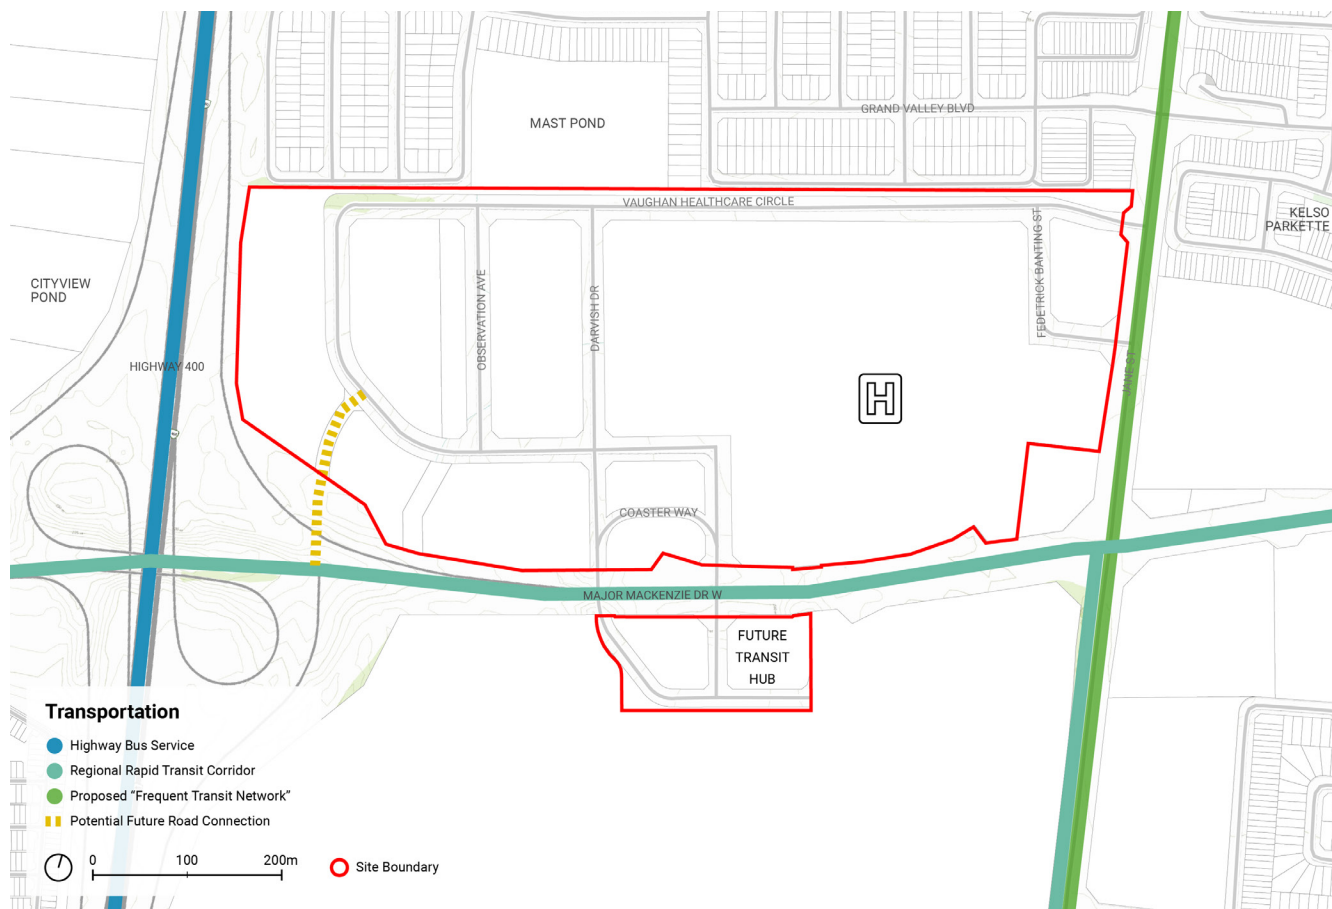 MAST POND
GRAND VALLEY BLVD
VAUGHAN HEALTHCARE CIRCLE
KELSO
PARKETTE
CITYVIEW
POND
OBSERVATION AVE
DARVISH DR
FEDETRICK BANTING ST
HIGHWAY 400
JANE ST
H
COASTER WAY
MAJOR MACKENZIE DR W
FUTURE
TRANSIT
HUB
Transportation
Highway Bus Service
Regional Rapid Transit Corridor
Proposed “Frequent Transit Network”
Potential Future Road Connection
0 100 200m
Site Boundary